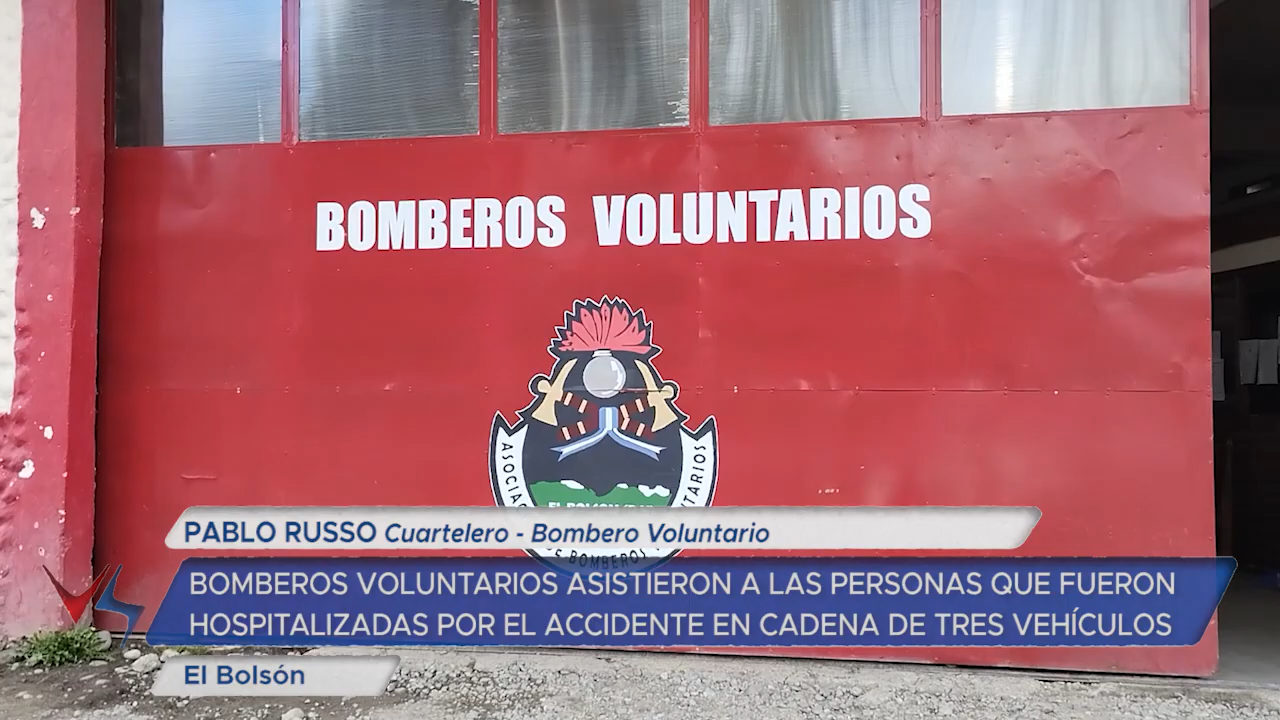 BOMBEROS VOLUNTARIOS
PABLO RUSSO Cuartelero - Bombero Voluntario
BOMBEROS VOLUNTARIOS ASISTIERON A LAS PERSONAS QUE FUERON
HOSPITALIZADAS POR EL ACCIDENTE EN CADENA DE TRES VEHÍCULOS
El Bolsón